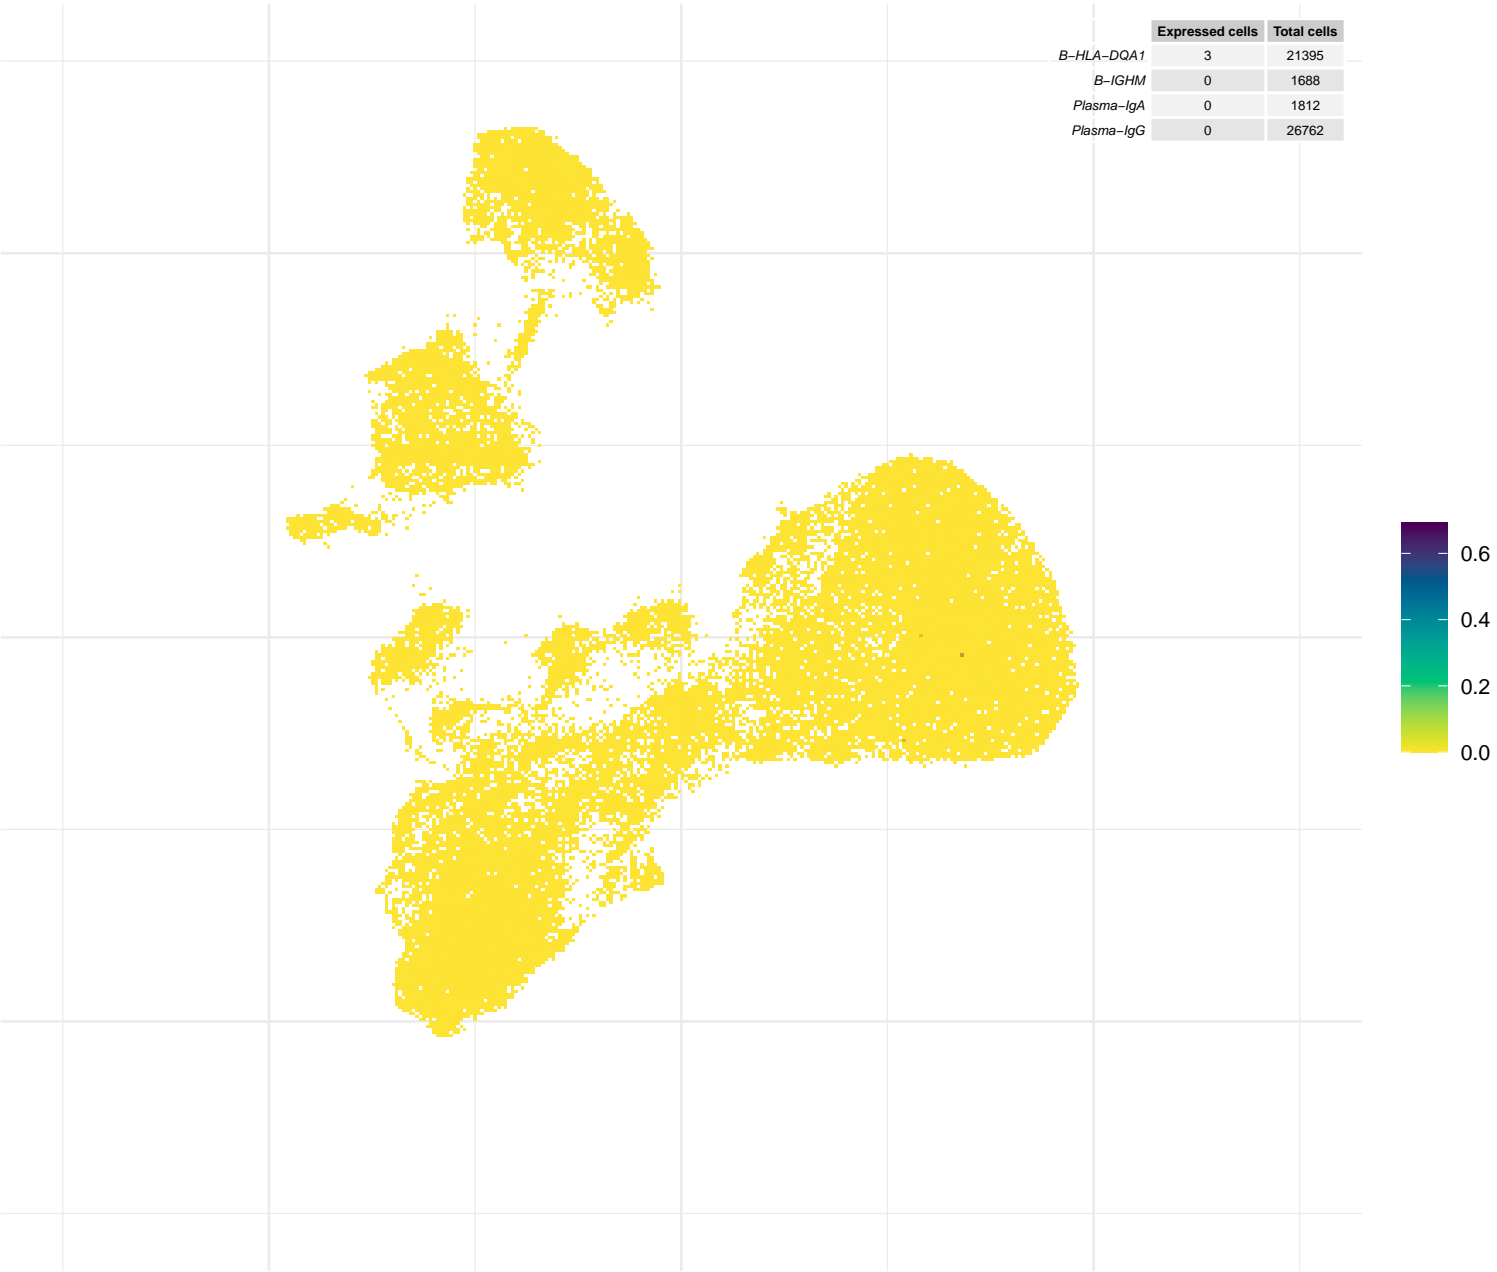 Expressed cells Total cells
B-HLA-DQA1 3 21395
B-IGHM 0 1688
Plasma-IgA 0 1812
Plasma-IgG 0 26762
0.6
0.4
0.2
0.0